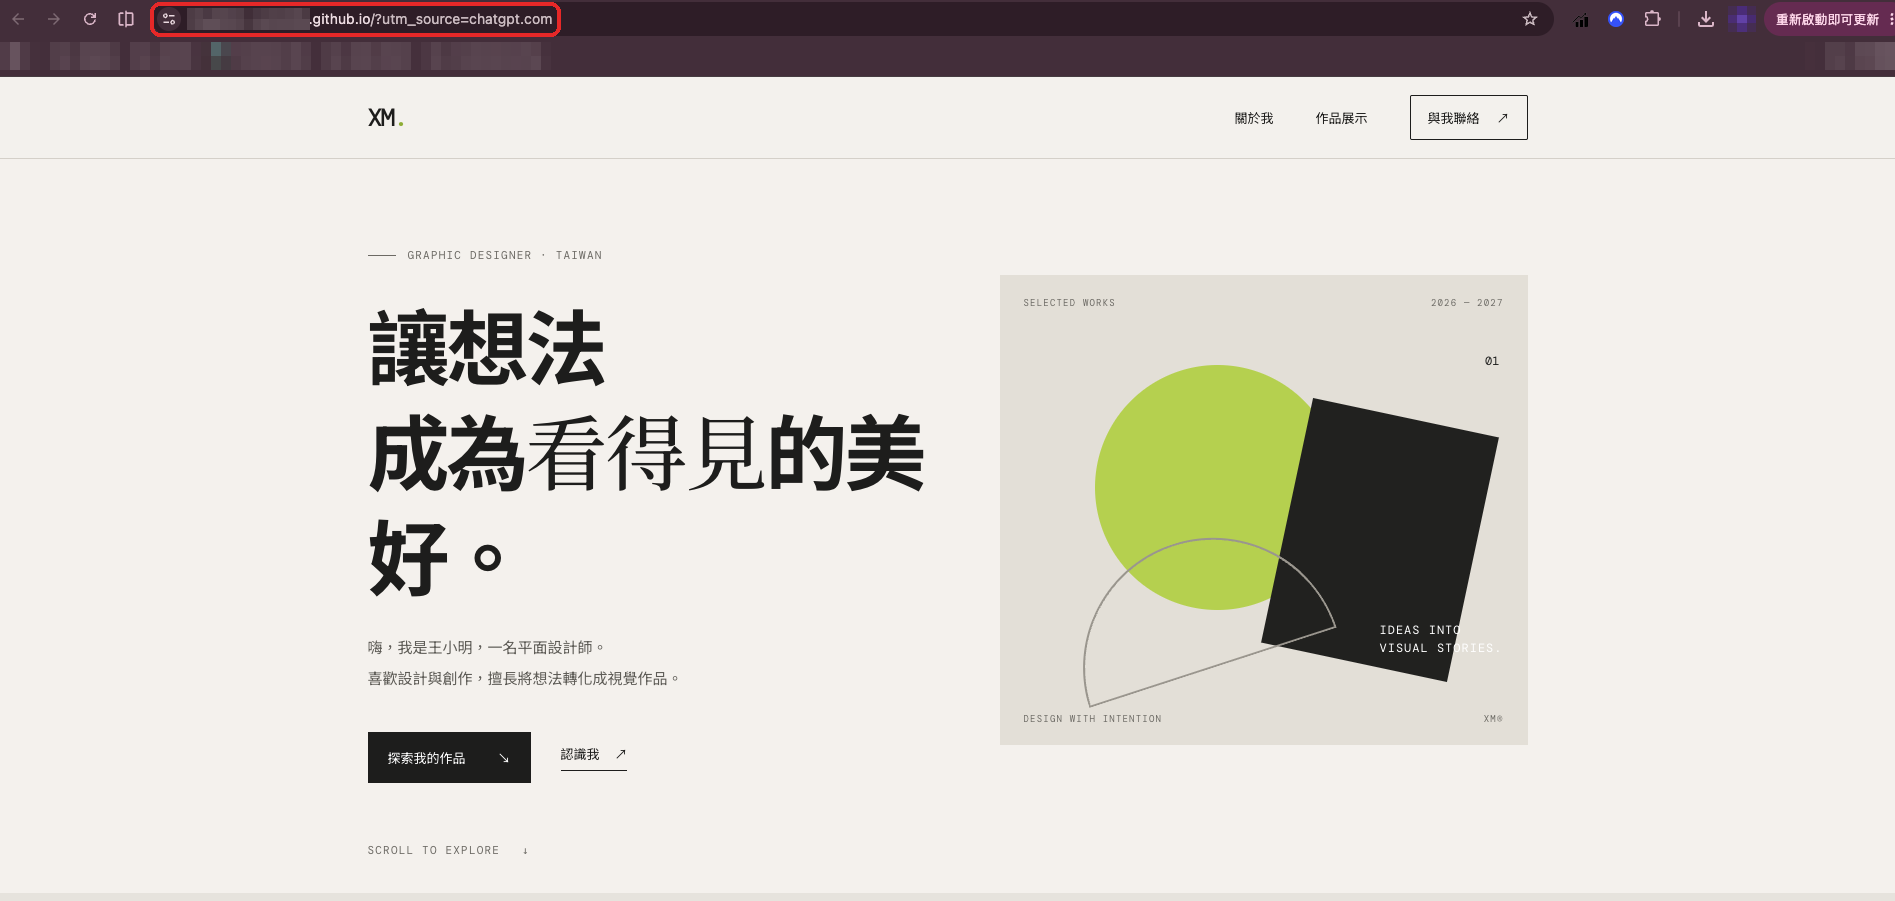 .github.io/?utm_source=chatgpt.com
重新啟動即可更新
XM.
關於我
作品展示
與我聯絡 ↗
GRAPHIC DESIGNER · TAIWAN
讓想法
成為看得見的美
好。
嗨，我是王小明，一名平面設計師。
喜歡設計與創作，擅長將想法轉化成視覺作品。
探索我的作品 ↘
認識我 ↗
SCROLL TO EXPLORE ↓
SELECTED WORKS
2026 — 2027
01
IDEAS INTO
VISUAL STORIES.
DESIGN WITH INTENTION
XM®